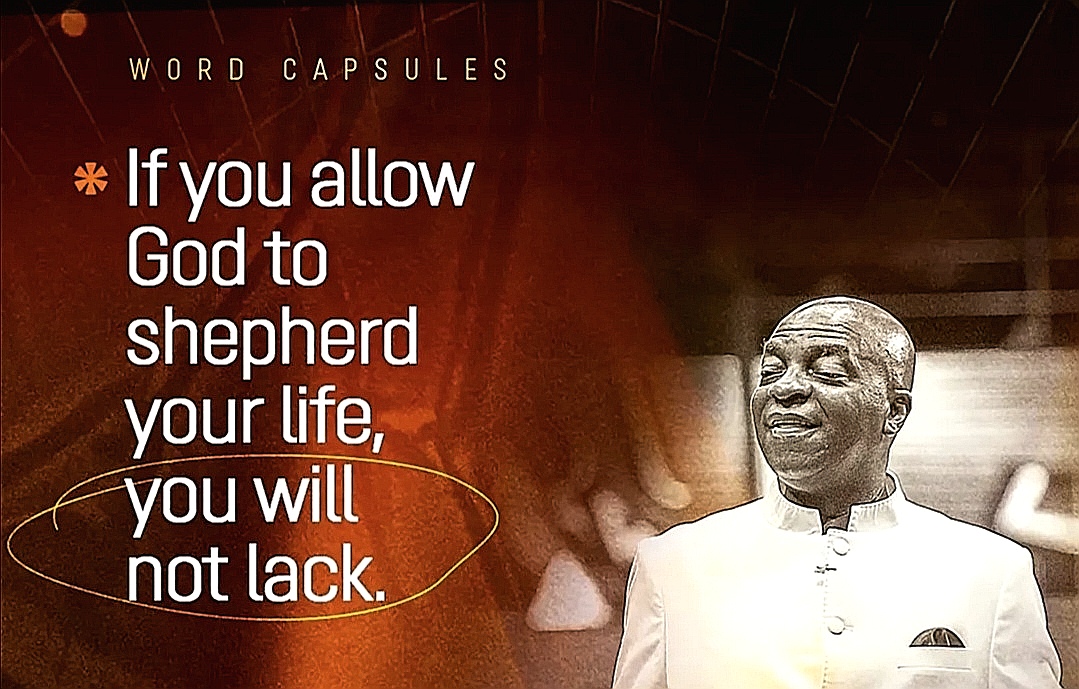 WORD CAPSULES
* If you allow
God to
shepherd
your life,
you will
not lack.